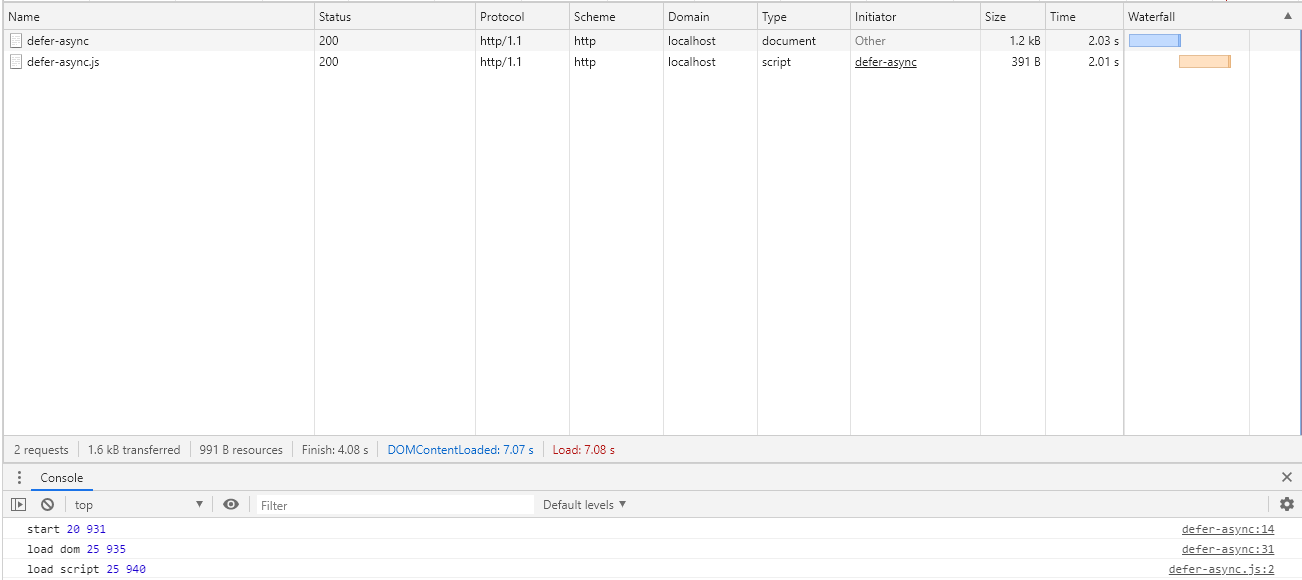 Name Status Protocol Scheme Domain Type Initiator Size Time Waterfall ▲
defer-async 200 http/1.1 http localhost document Other 1.2 kB 2.03 s
defer-async.js 200 http/1.1 http localhost script defer-async 391 B 2.01 s
2 requests 1.6 kB transferred 991 B resources Finish: 4.08 s DOMContentLoaded: 7.07 s Load: 7.08 s
Console
top ▼ Filter Default levels ▼
start 20 931 defer-async:14
load dom 25 935 defer-async:31
load script 25 940 defer-async.js:2